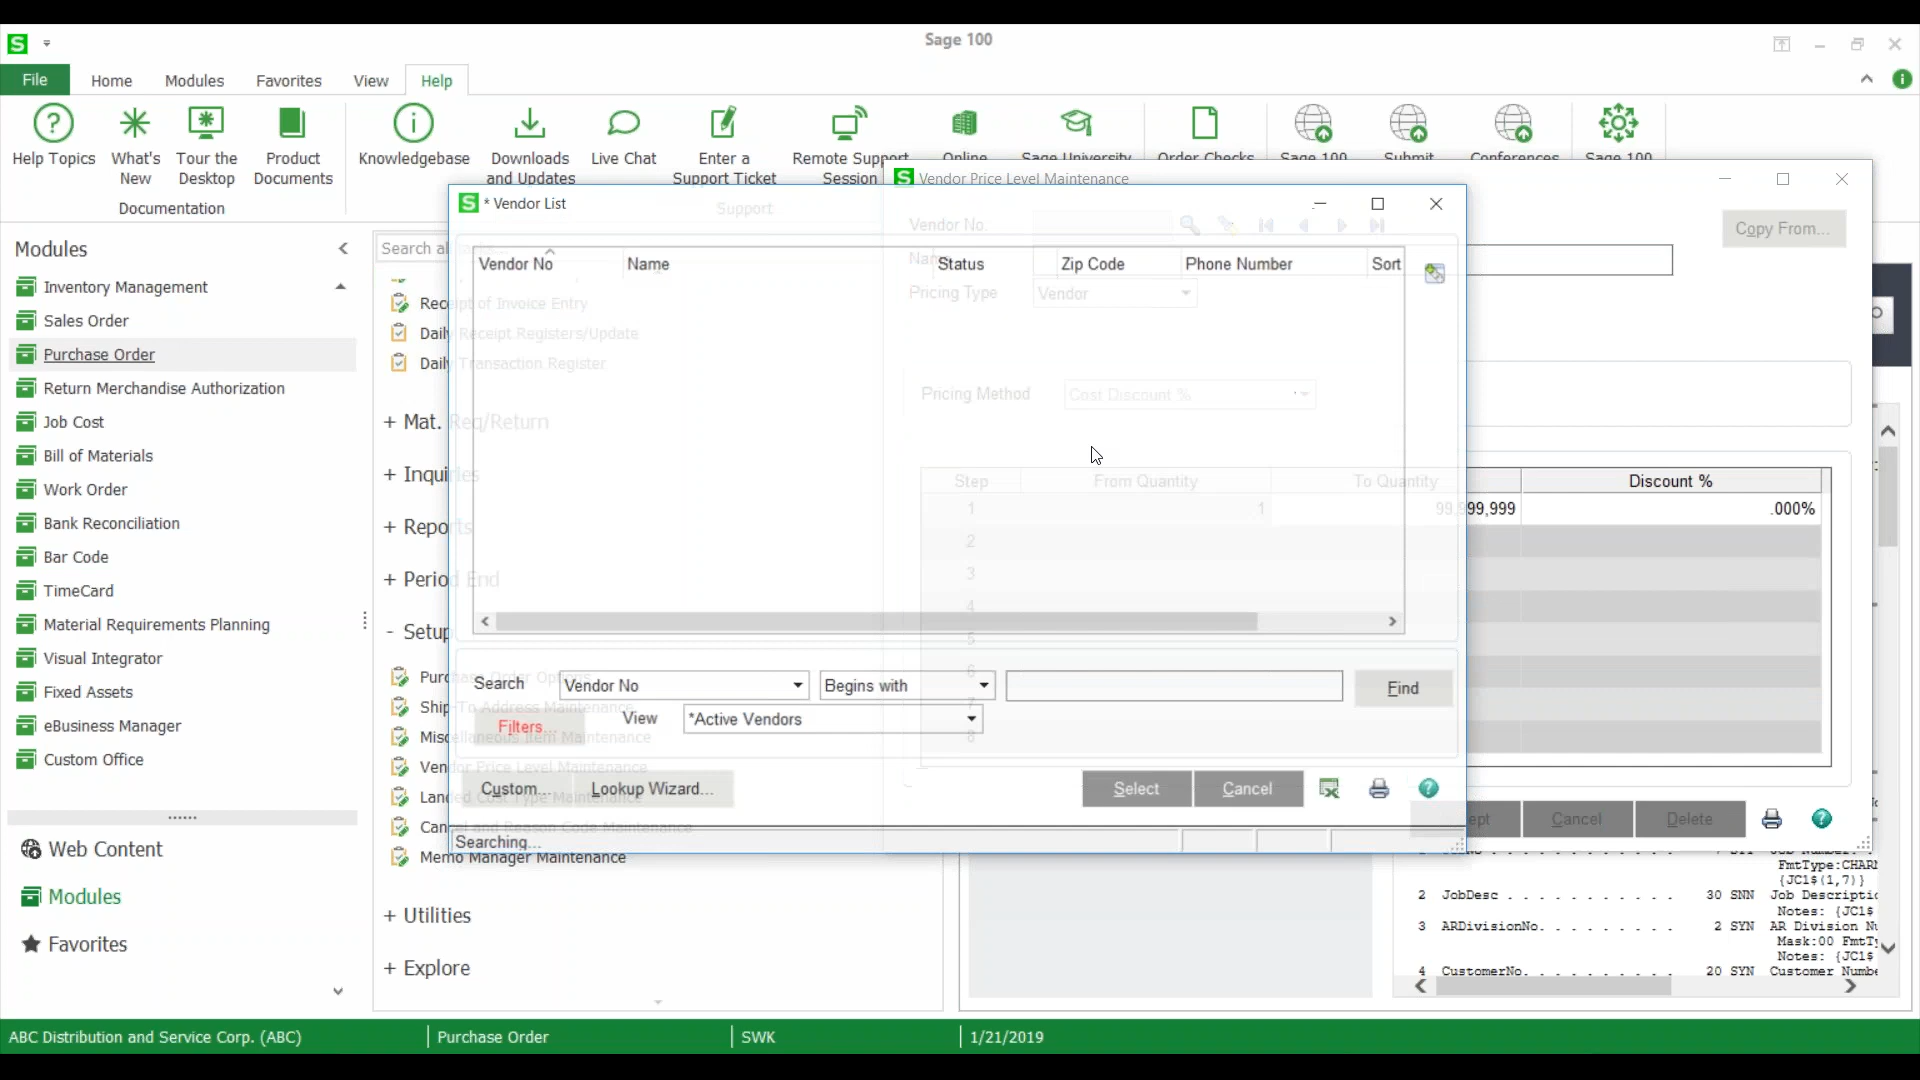 Sage 100
File Home Modules Favorites View Help
Help Topics
What's New
Tour the Desktop
Product Documents
Documentation
Knowledgebase
Downloads and Updates
Live Chat
Enter a Support Ticket
Remote Support Session
Online
Sage University
Order Checks
Sage 100
Submit
Conferences
Sage 100
Support
Modules
Inventory Management
Sales Order
Purchase Order
Return Merchandise Authorization
Job Cost
Bill of Materials
Work Order
Bank Reconciliation
Bar Code
TimeCard
Material Requirements Planning
Visual Integrator
Fixed Assets
eBusiness Manager
Custom Office
Web Content
Modules
Favorites
Search al
Receipt of Invoice Entry
Daily Receipt Registers/Update
Daily Transaction Register
+ Mat. Req/Return
+ Inquiries
+ Reports
+ Period End
- Setup
Purchase Order Options
Ship-To Address Maintenance
Miscellaneous Item Maintenance
Vendor Price Level Maintenance
Landed Cost Type Maintenance
Cancel and Reason Code Maintenance
Memo Manager Maintenance
+ Utilities
+ Explore
* Vendor List
Vendor No Name Status Zip Code Phone Number Sort
Search Vendor No Begins with Find
Filters... View *Active Vendors
Custom... Lookup Wizard... Select Cancel
Searching...
Vendor Price Level Maintenance
Vendor No.
Copy From...
Name
Pricing Type Vendor
Pricing Method Cost Discount %
Step From Quantity To Quantity Discount %
1 1 99,999,999 .000%
2
3
4
5
6
7
8
ept Cancel Delete
FmtType:CHAR
{JC1$(1,7)}
2 JobDesc . . . . . . . . . . . 30 SNN Job Descriptic
Notes: {JC1$
3 ARDivisionNo. . . . . . . . . 2 SYN AR Division Nu
Mask:00 FmtTy
Notes: {JC1$
4 CustomerNo. . . . . . . . . . 20 SYN Customer Numbe
ABC Distribution and Service Corp. (ABC) Purchase Order SWK 1/21/2019